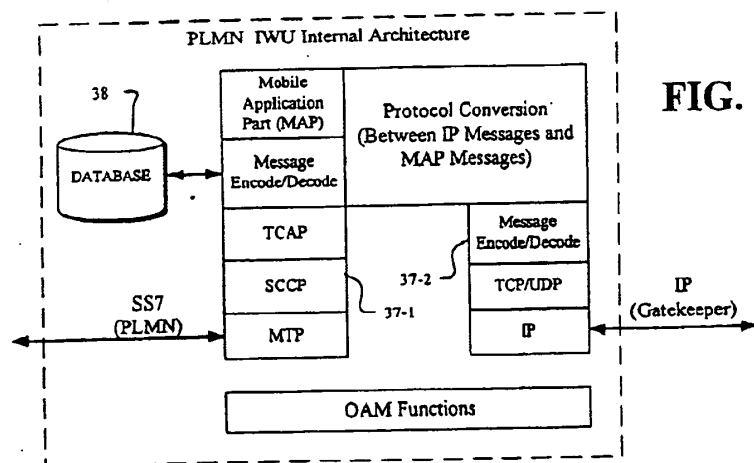 PLMN IWU Internal Architecture
FIG.
38
DATABASE
Mobile
Application
Part (MAP)
Protocol Conversion
(Between IP Messages and
MAP Messages)
Message
Encode/Decode
TCAP
SCCP
MTP
37-1
37-2
Message
Encode/Decode
TCP/UDP
IP
SS7
(PLMN)
IP
(Gatekeeper)
OAM Functions